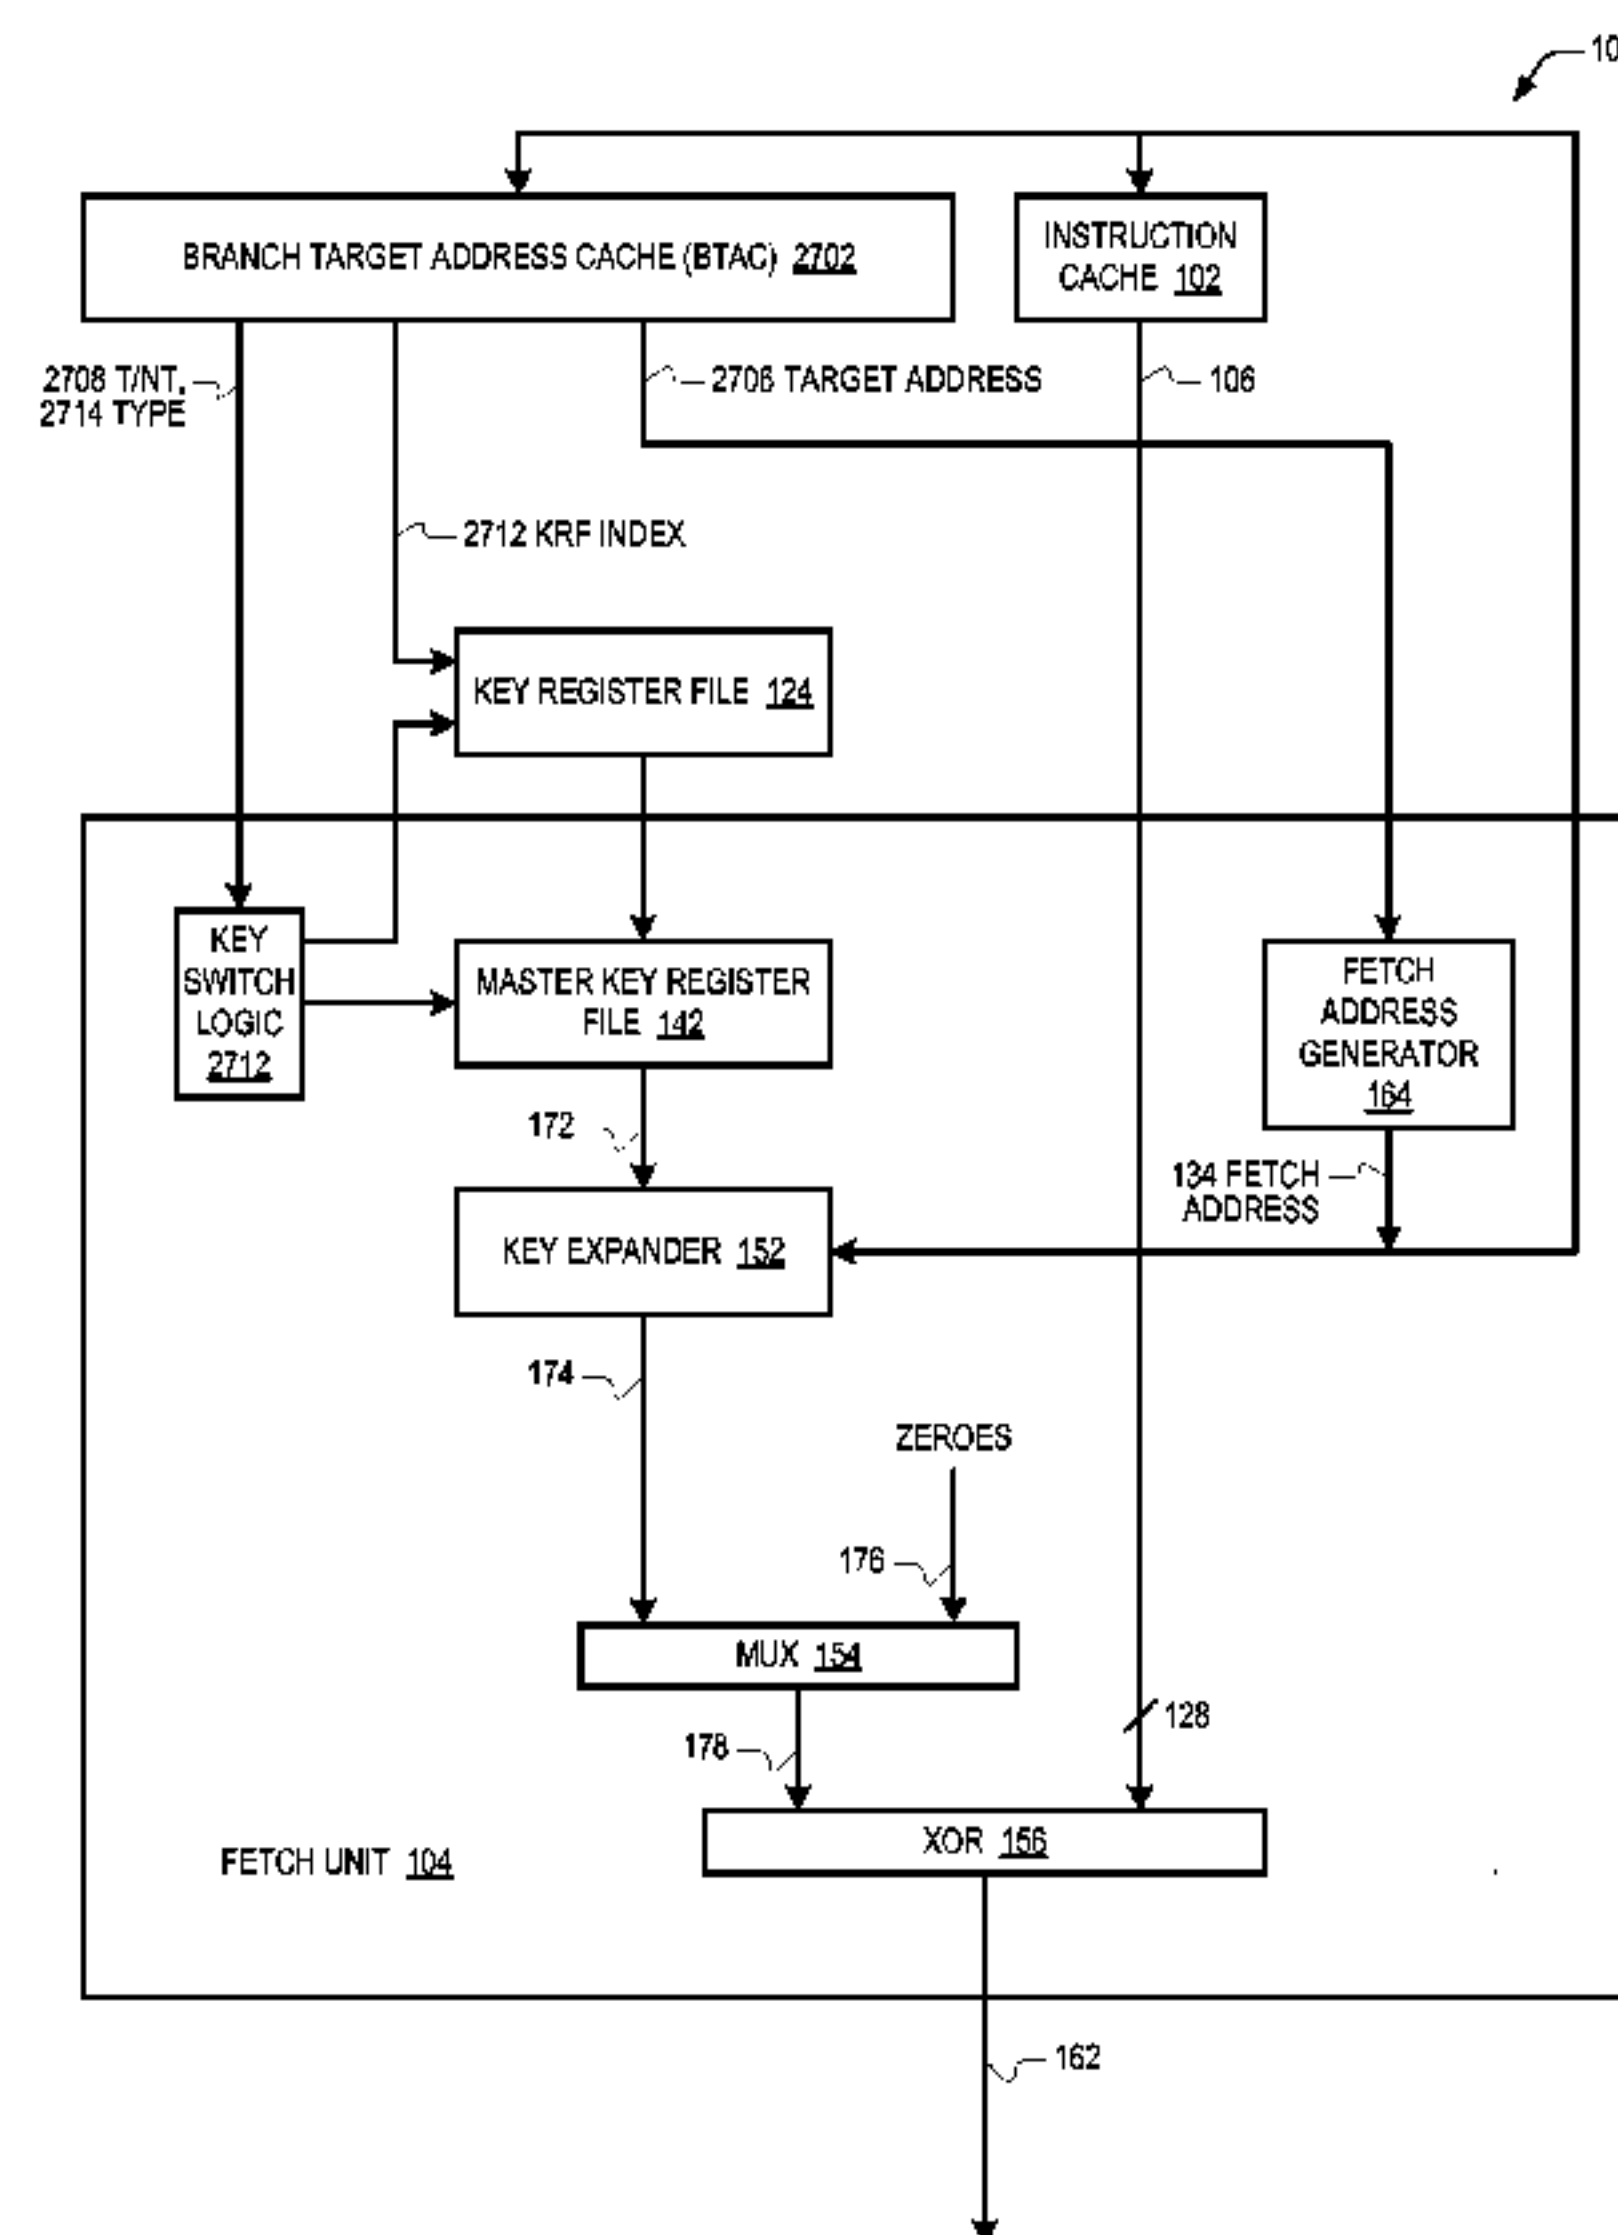 10
BRANCH TARGET ADDRESS CACHE (BTAC) 2702
INSTRUCTION
CACHE 102
2708 T/NT,
2714 TYPE
2706 TARGET ADDRESS
106
2712 KRF INDEX
KEY REGISTER FILE 124
KEY
SWITCH
LOGIC
2712
MASTER KEY REGISTER
FILE 142
FETCH
ADDRESS
GENERATOR
164
172
134 FETCH
ADDRESS
KEY EXPANDER 152
174
ZEROES
176
MUX 154
178
128
XOR 156
FETCH UNIT 104
162